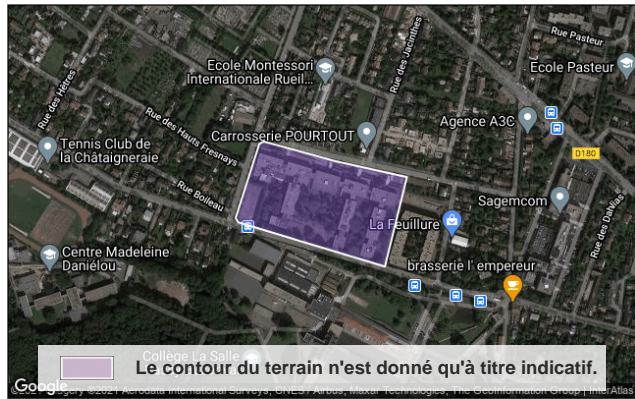 Rue Pasteur
Ecole Montessori
Internationale Rueil...
Rue des Jacinthes
École Pasteur
Rue des Hêtres
Rue des Hauts Fresnays
Carrosserie POURTOUT
Agence A3C
D180
Tennis Club de
la Châtaigneraie
Rue Boileau
La Feuillure
Sagemcom
Rue des Dahlias
Centre Madeleine
Daniélou
brasserie l' empereur
Collège La Salle
Le contour du terrain n'est donné qu'à titre indicatif.
Google
©2021 Aerodata International Surveys, CNES / Airbus, Maxar Technologies, The GeoInformation Group | InterAtlas